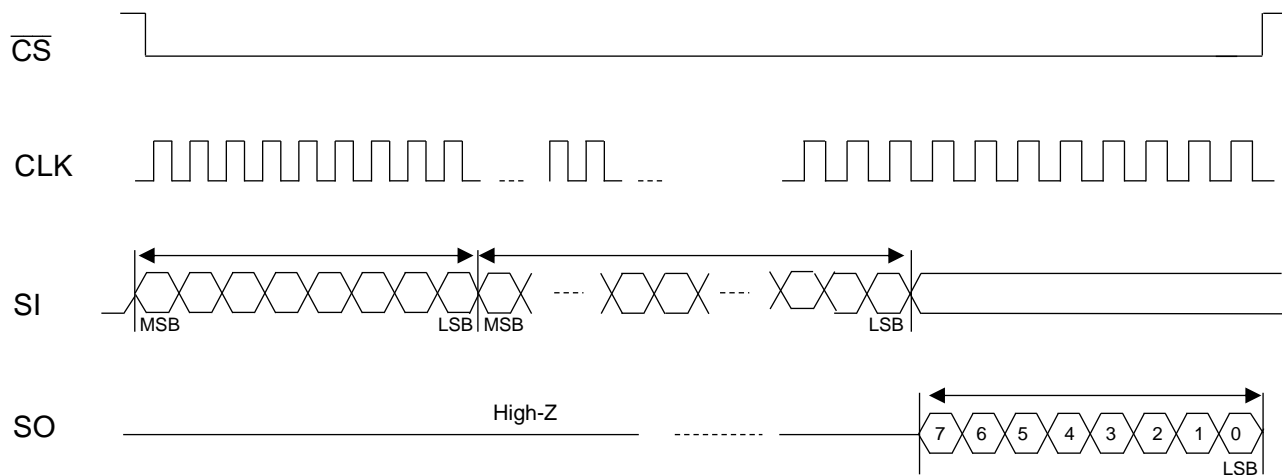 CS
CLK
SI
MSB LSB MSB LSB
High-Z
SO
7 6 5 4 3 2 1 0
LSB